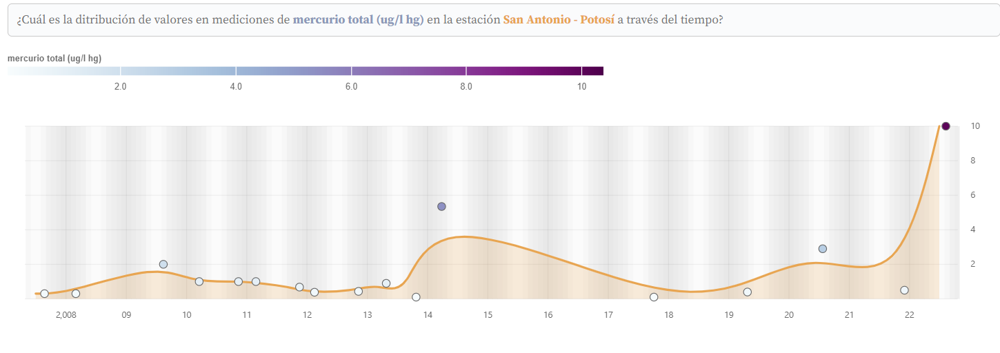 ¿Cuál es la ditribución de valores en mediciones de mercurio total (ug/l hg) en la estación San Antonio - Potosí a través del tiempo?
mercurio total (ug/l hg)
2.0 4.0 6.0 8.0 10
10
8
6
4
2
2,008 09 10 11 12 13 14 15 16 17 18 19 20 21 22